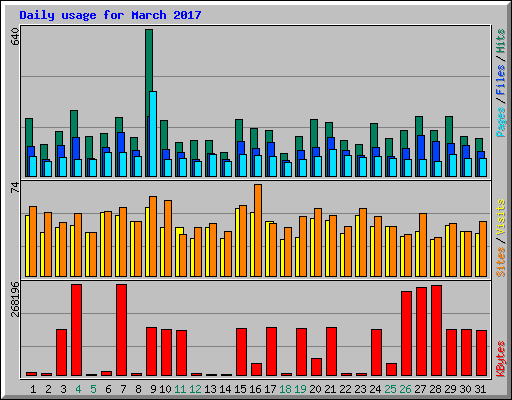 Daily usage for March 2017
640
Pages / Files / Hits
74
Sites / Visits
268196
KBytes
1 2 3 4 5 6 7 8 9 10 11 12 13 14 15 16 17 18 19 20 21 22 23 24 25 26 27 28 29 30 31